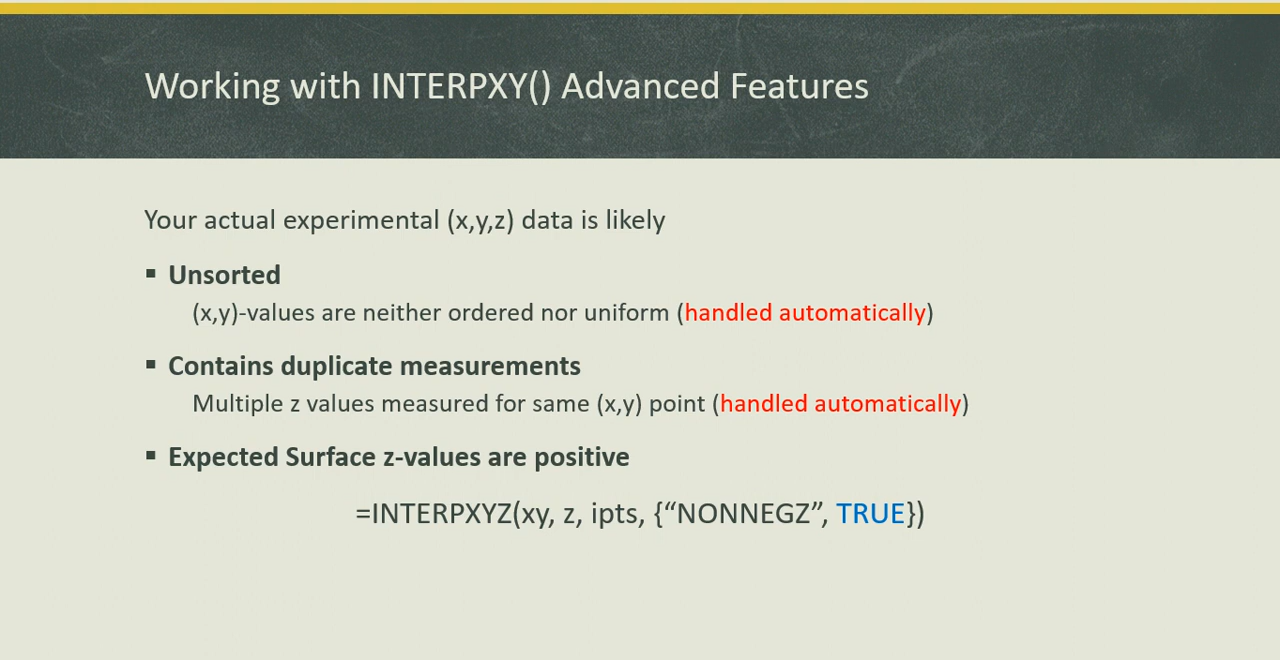 Working with INTERPXY() Advanced Features
Your actual experimental (x,y,z) data is likely
▪ Unsorted
(x,y)-values are neither ordered nor uniform (handled automatically)
▪ Contains duplicate measurements
Multiple z values measured for same (x,y) point (handled automatically)
▪ Expected Surface z-values are positive
=INTERPXYZ(xy, z, ipts, {“NONNEGZ”, TRUE})